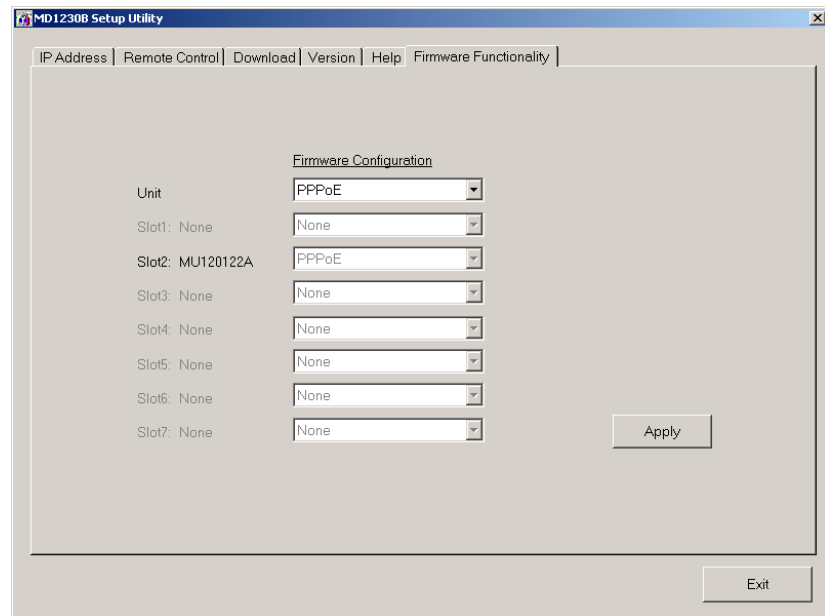 MD1230B Setup Utility
IP Address Remote Control Download Version Help Firmware Functionality
Firmware Configuration
Unit PPPoE
Slot1: None None
Slot2: MU120122A PPPoE
Slot3: None None
Slot4: None None
Slot5: None None
Slot6: None None
Slot7: None None
Apply
Exit